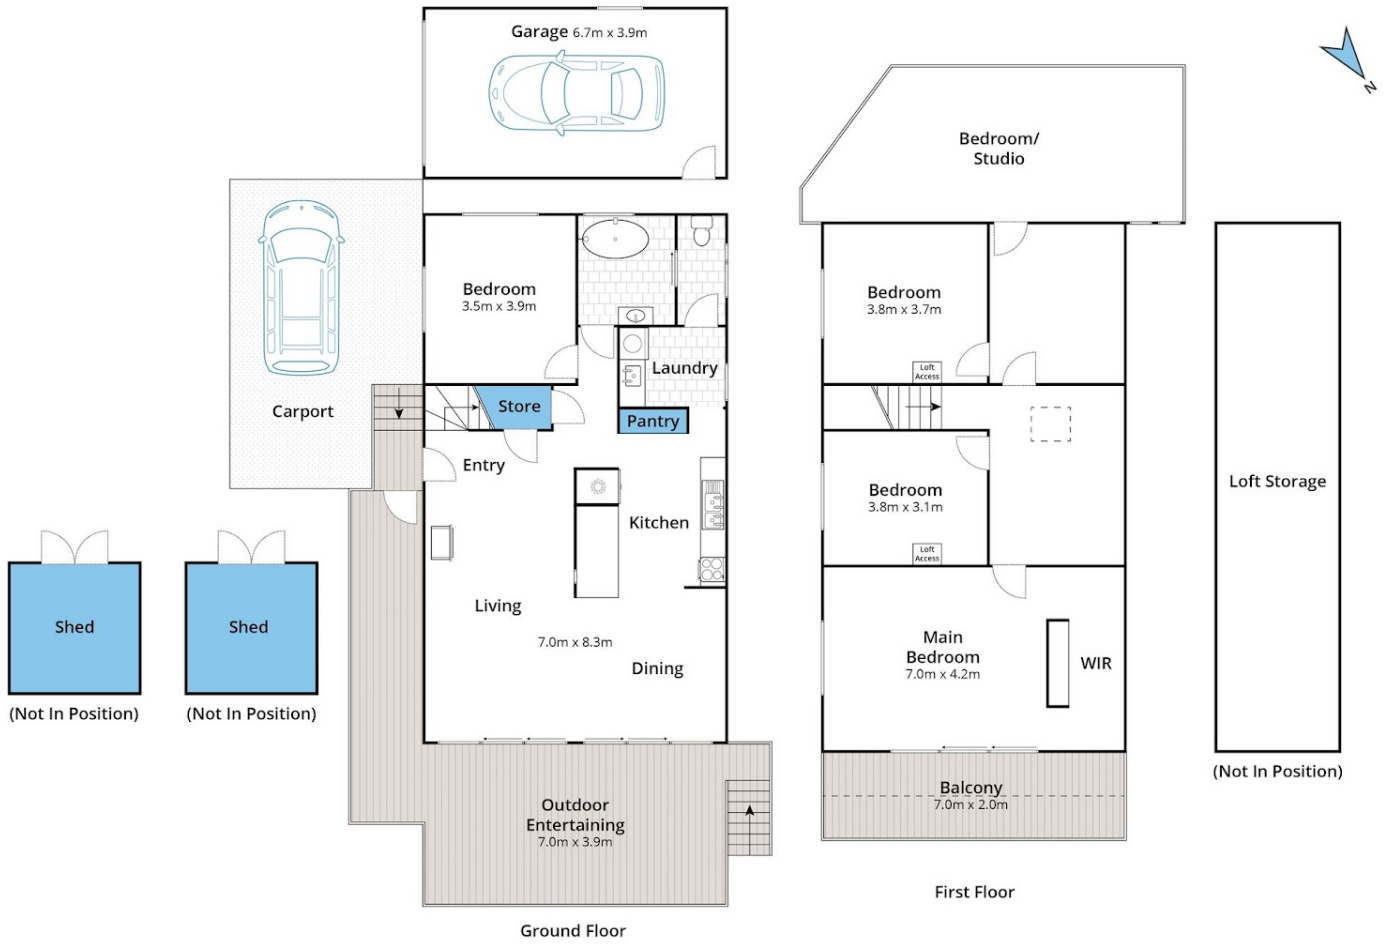 Garage 6.7m x 3.9m
N
Bedroom/
Studio
Bedroom
3.5m x 3.9m
Bedroom
3.8m x 3.7m
Laundry
Loft
Access
Carport
Store
Pantry
Entry
Kitchen
Bedroom
3.8m x 3.1m
Loft
Access
Loft Storage
Shed
Shed
Living
7.0m x 8.3m
Dining
Main
Bedroom
7.0m x 4.2m
WIR
(Not In Position)
(Not In Position)
(Not In Position)
Outdoor
Entertaining
7.0m x 3.9m
Balcony
7.0m x 2.0m
First Floor
Ground Floor